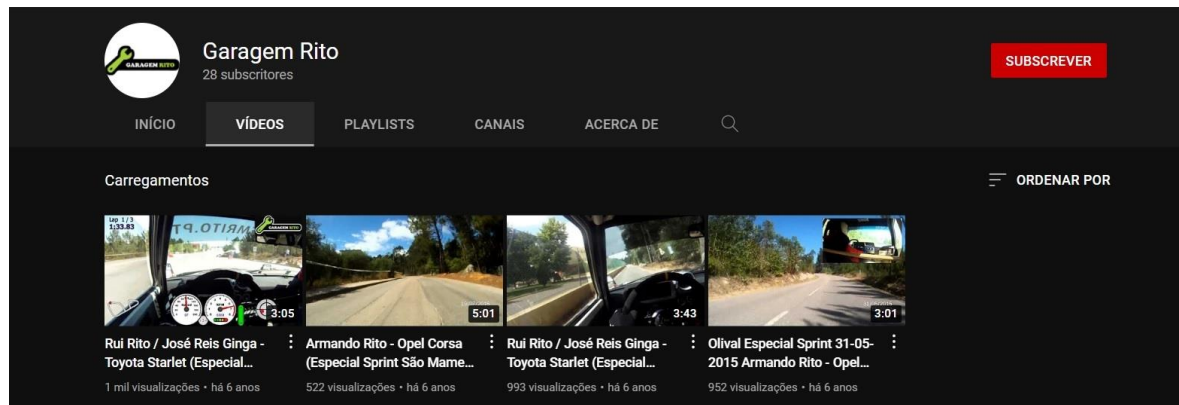 GARAGEM RITO
Garagem Rito
28 subscritores
SUBSCREVER
INÍCIO VÍDEOS PLAYLISTS CANAIS ACERCA DE
Carregamentos
ORDENAR POR
Lap 1/3
1:33.83
GARAGEM RITO
3:05
5:01
3:43
3:01
Rui Rito / José Reis Ginga -
Toyota Starlet (Especial...
1 mil visualizações • há 6 anos
Armando Rito - Opel Corsa
(Especial Sprint São Mame...
522 visualizações • há 6 anos
Rui Rito / José Reis Ginga -
Toyota Starlet (Especial...
993 visualizações • há 6 anos
Olival Especial Sprint 31-05-
2015 Armando Rito - Opel...
952 visualizações • há 6 anos